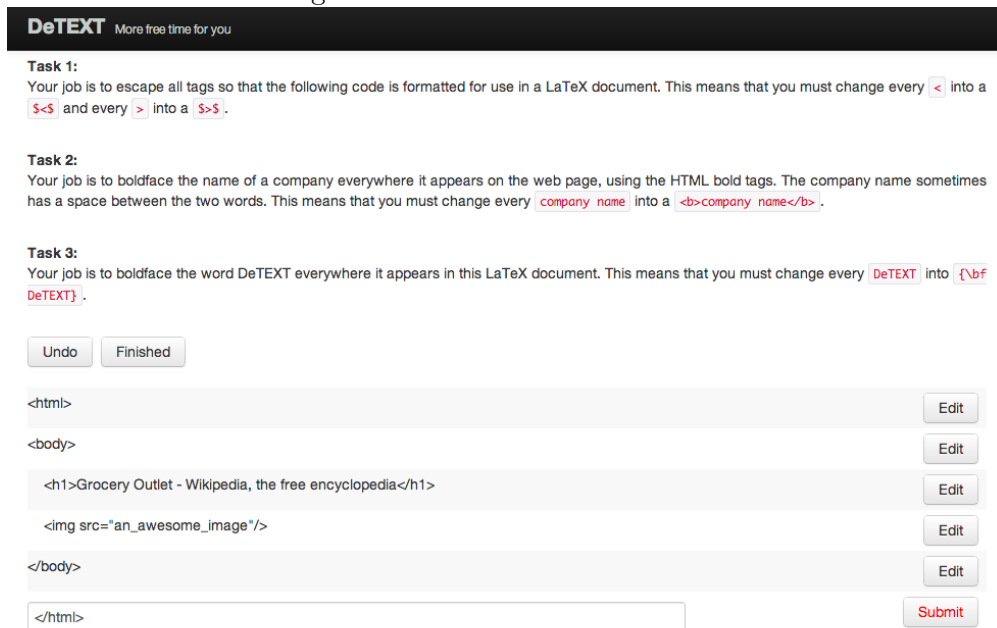 DeTEXT More free time for you
Task 1:
Your job is to escape all tags so that the following code is formatted for use in a LaTeX document. This means that you must change every < into a
$<$ and every > into a $>$ .
Task 2:
Your job is to boldface the name of a company everywhere it appears on the web page, using the HTML bold tags. The company name sometimes
has a space between the two words. This means that you must change every company name into a <b>company name</b> .
Task 3:
Your job is to boldface the word DeTEXT everywhere it appears in this LaTeX document. This means that you must change every DeTEXT into {\bf
DeTEXT} .
Undo Finished
<html> Edit
<body> Edit
<h1>Grocery Outlet - Wikipedia, the free encyclopedia</h1> Edit
<img src="an_awesome_image"/> Edit
</body> Edit
</html> Submit